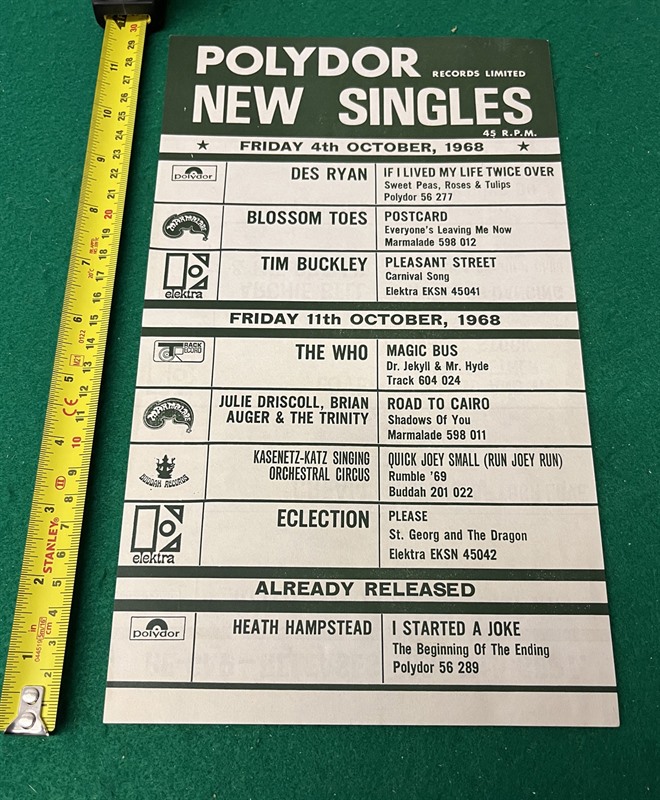 POLYDOR RECORDS LIMITED
NEW SINGLES
45 R.P.M.
★ FRIDAY 4th OCTOBER, 1968 ★
polydor
DES RYAN
IF I LIVED MY LIFE TWICE OVER
Sweet Peas, Roses & Tulips
Polydor 56 277
MARMALADE
BLOSSOM TOES
POSTCARD
Everyone's Leaving Me Now
Marmalade 598 012
elektra
TIM BUCKLEY
PLEASANT STREET
Carnival Song
Elektra EKSN 45041
FRIDAY 11th OCTOBER, 1968
TRACK RECORD
THE WHO
MAGIC BUS
Dr. Jekyll & Mr. Hyde
Track 604 024
MARMALADE
JULIE DRISCOLL, BRIAN
AUGER & THE TRINITY
ROAD TO CAIRO
Shadows Of You
Marmalade 598 011
BUDDAH RECORDS
KASENETZ-KATZ SINGING
ORCHESTRAL CIRCUS
QUICK JOEY SMALL (RUN JOEY RUN)
Rumble '69
Buddah 201 022
elektra
ECLECTION
PLEASE
St. Georg and The Dragon
Elektra EKSN 45042
ALREADY RELEASED
polydor
HEATH HAMPSTEAD
I STARTED A JOKE
The Beginning Of The Ending
Polydor 56 289
STANLEY
CE
in
cm